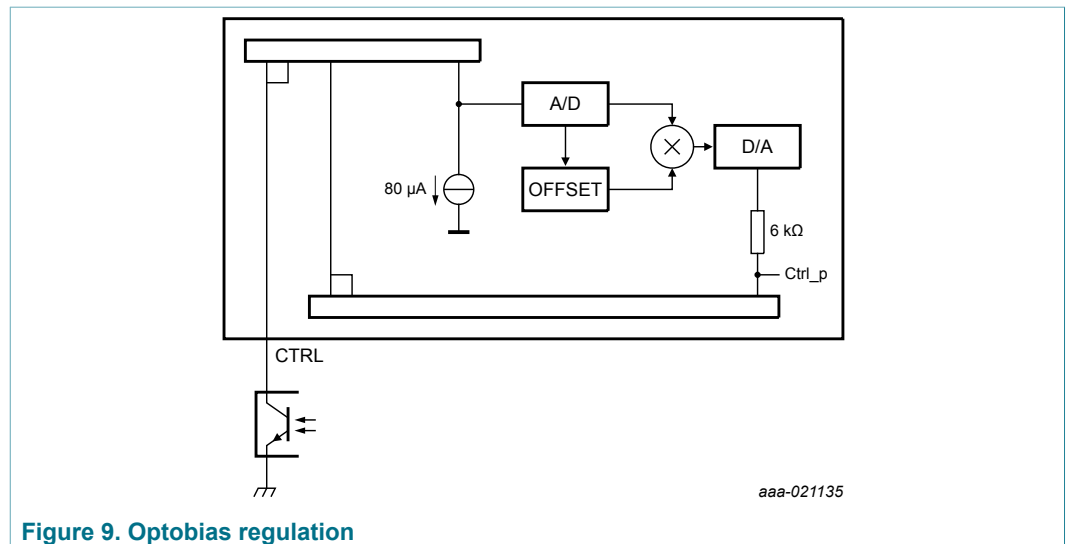 A/D
D/A
80 µA
OFFSET
6 kΩ
Ctrl_p
CTRL
aaa-021135
Figure 9. Optobias regulation